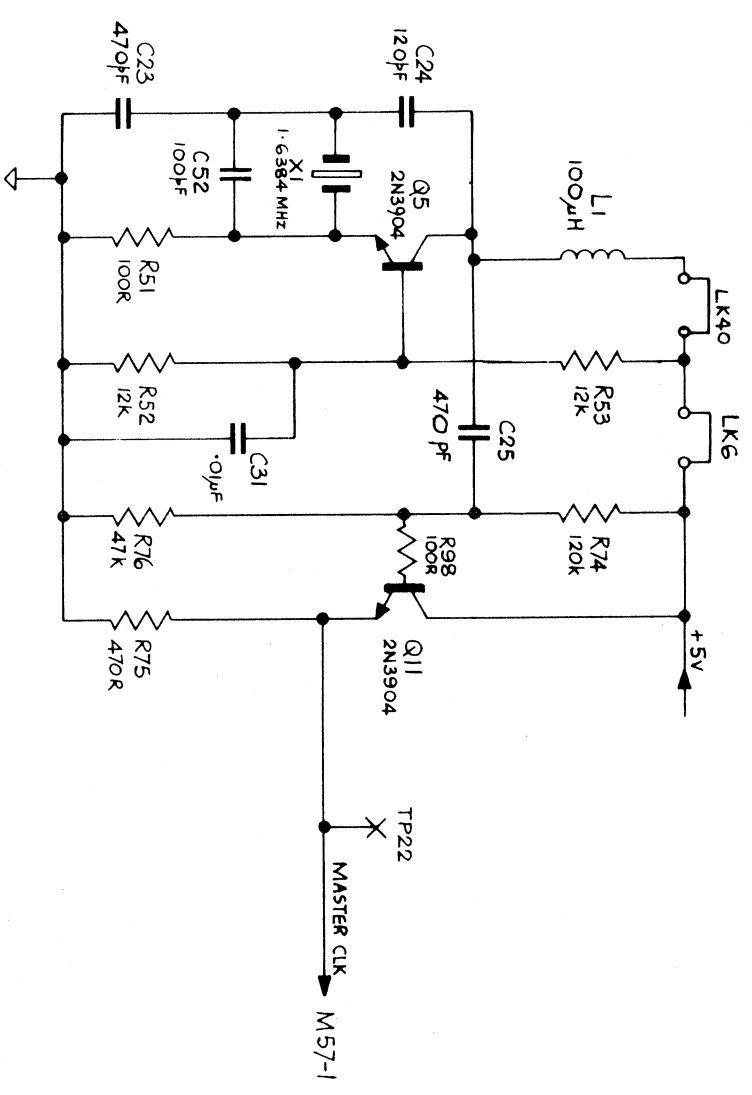 C23
470pF
C24
120pF
C52
100pF
X1
1.6384 MHz
Q5
2N3904
L1
100µH
LK40
R51
100R
R52
12K
R53
12K
LK6
C31
.01µF
C25
470 pF
R76
47K
R98
100R
R74
120K
R75
470R
Q11
2N3904
+5V
TP22
MASTER CLK
M57-1